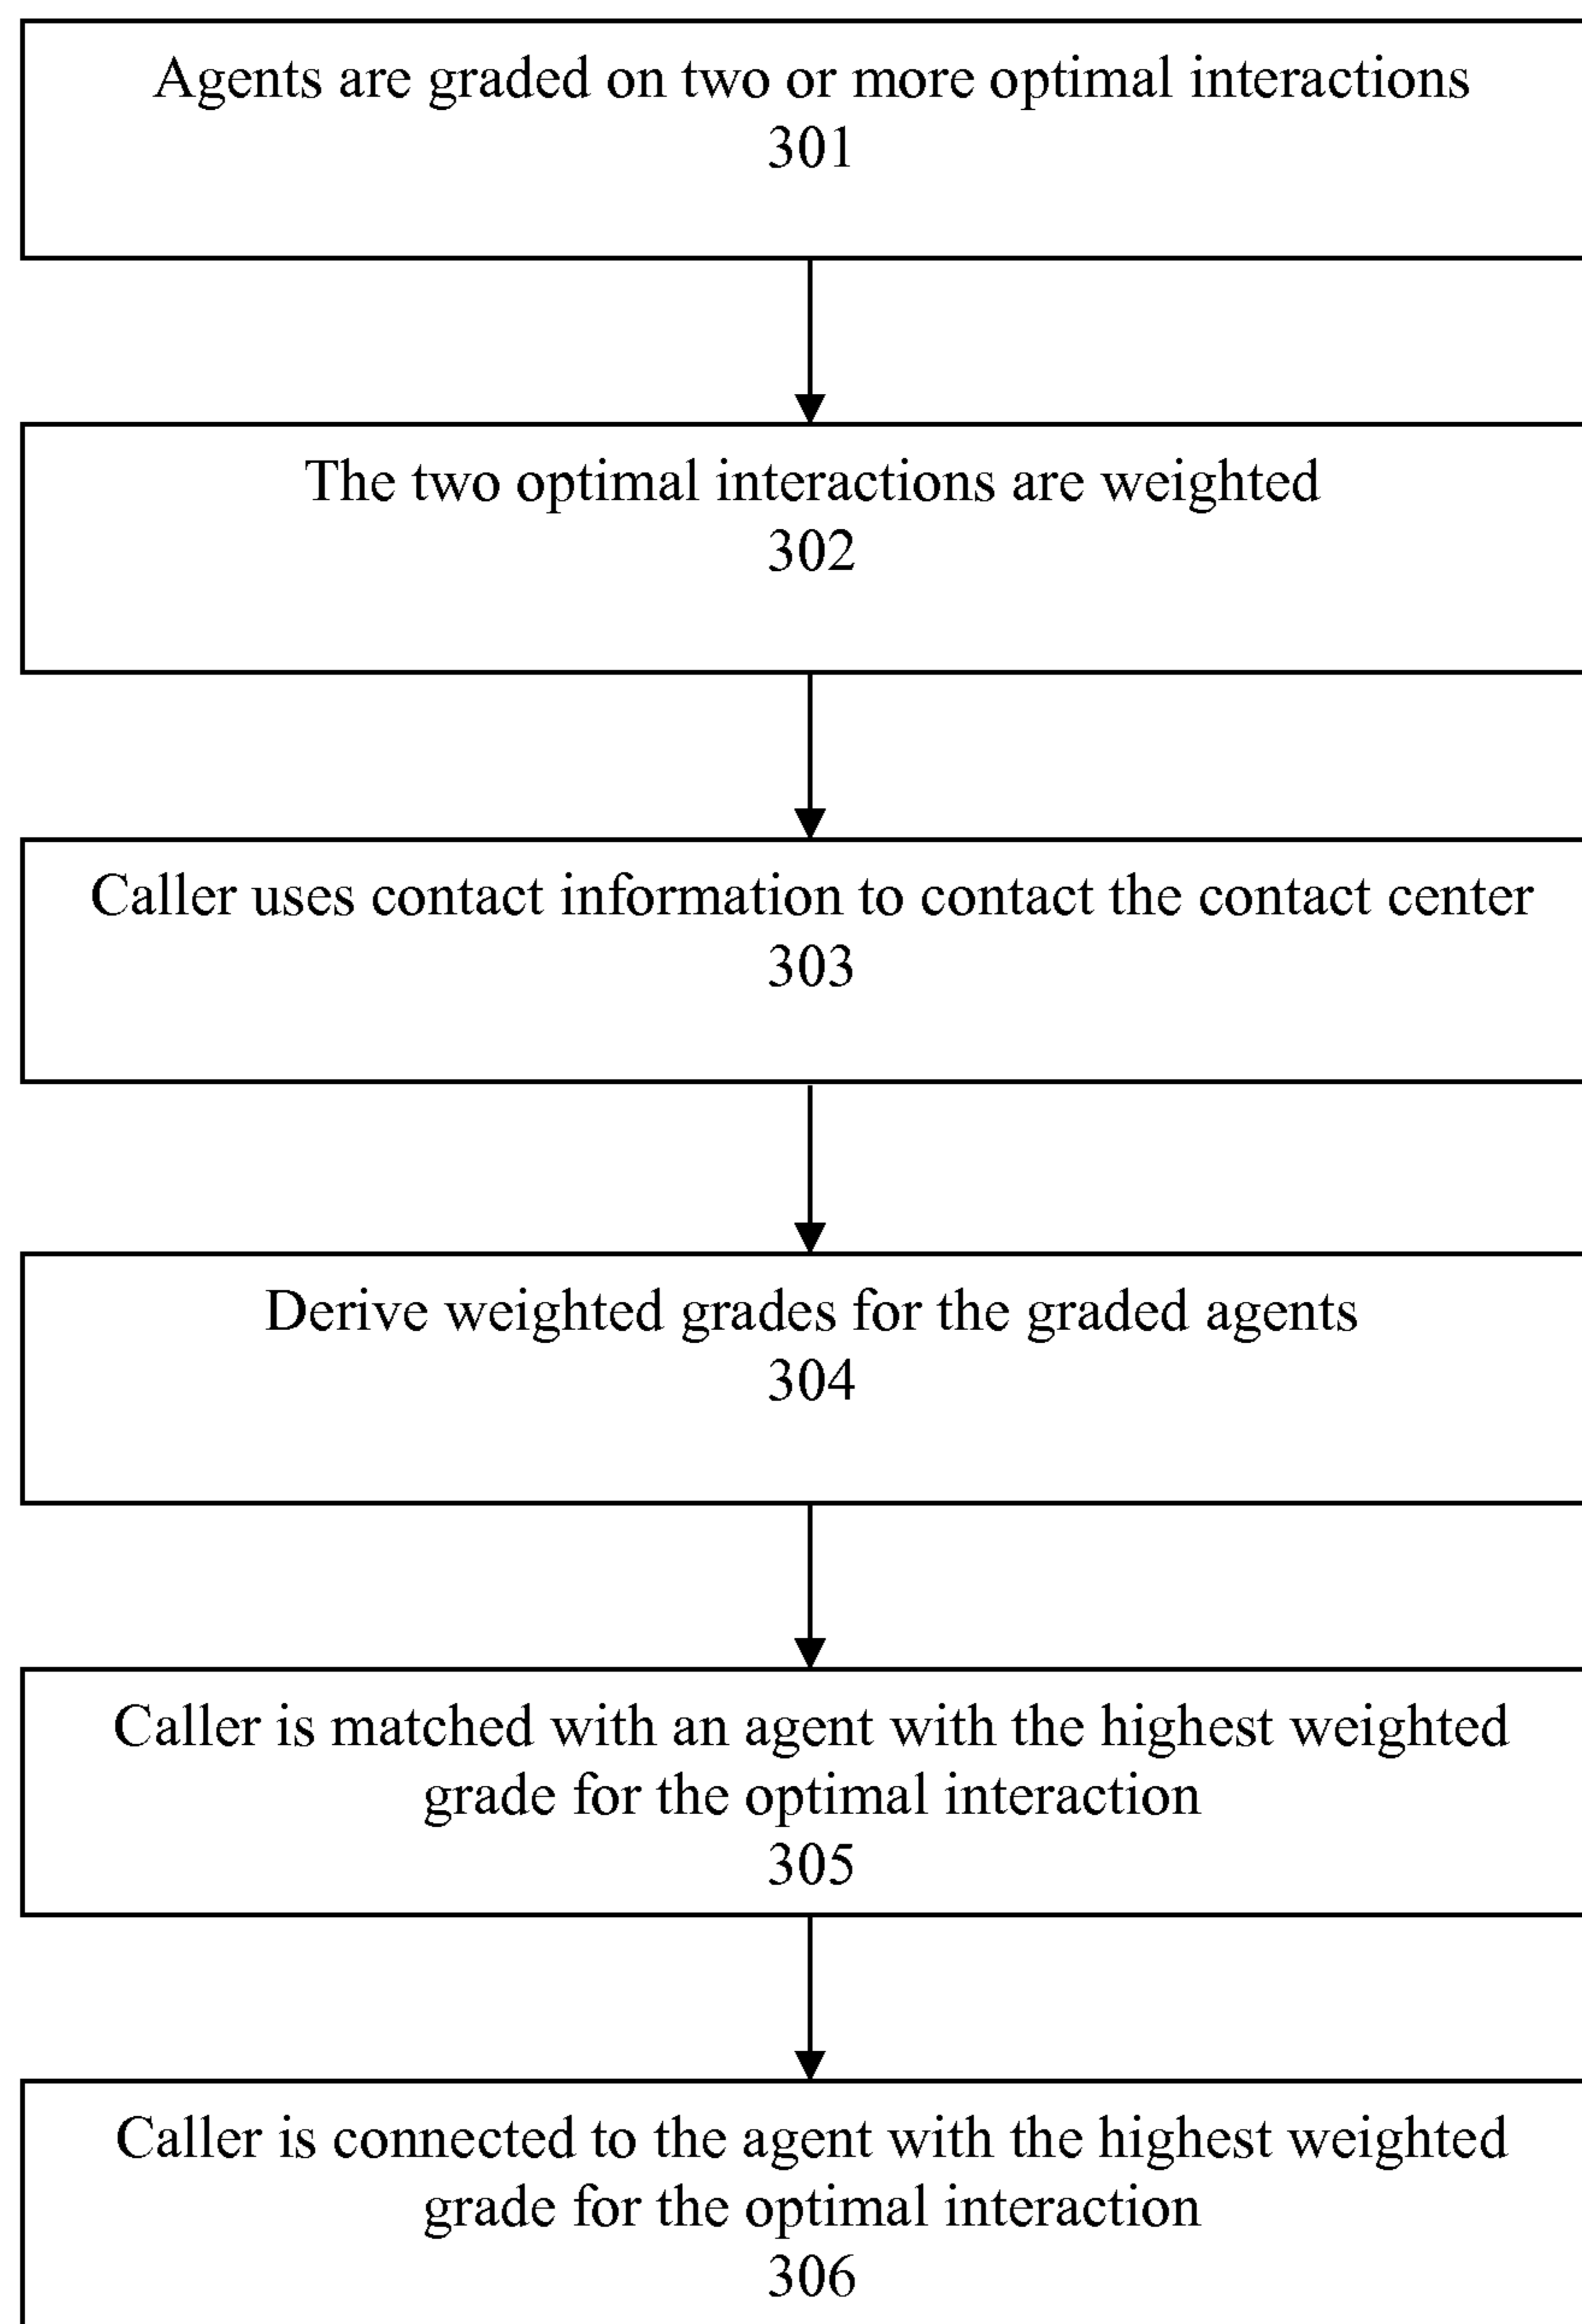 Agents are graded on two or more optimal interactions
301
The two optimal interactions are weighted
302
Caller uses contact information to contact the contact center
303
Derive weighted grades for the graded agents
304
Caller is matched with an agent with the highest weighted
grade for the optimal interaction
305
Caller is connected to the agent with the highest weighted
grade for the optimal interaction
306